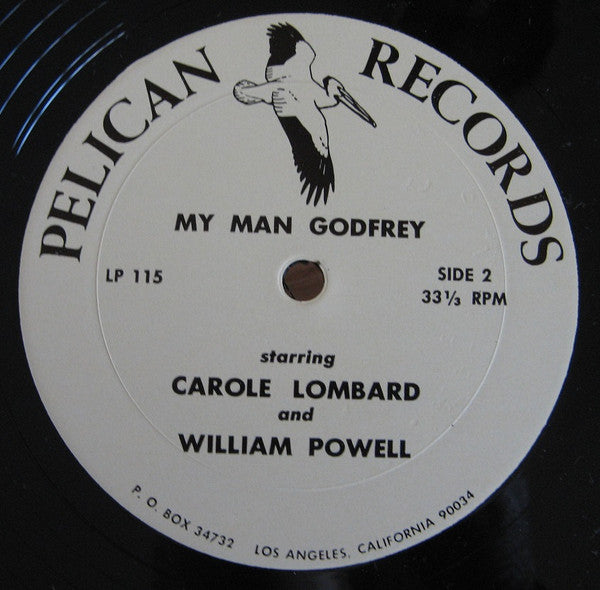 PELICAN RECORDS
MY MAN GODFREY
LP 115
SIDE 2
33⅓ RPM
starring
CAROLE LOMBARD
and
WILLIAM POWELL
P. O. BOX 34732 LOS ANGELES, CALIFORNIA 90034